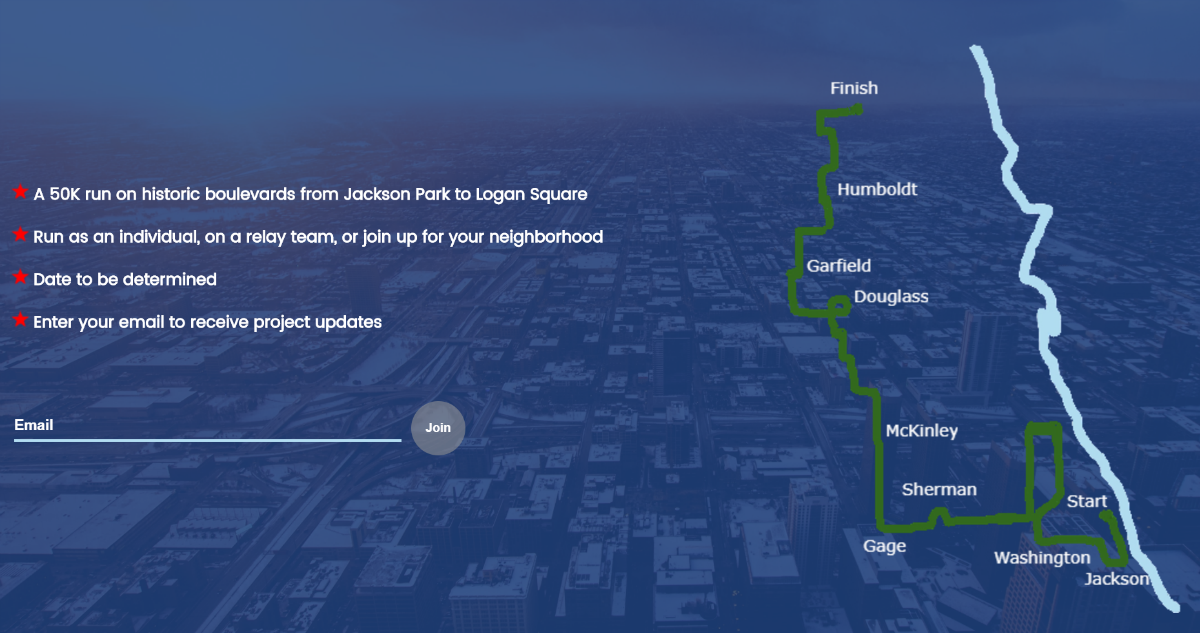 A 50K run on historic boulevards from Jackson Park to Logan Square
Run as an individual, on a relay team, or join up for your neighborhood
Date to be determined
Enter your email to receive project updates
Email
Join
Finish
Humboldt
Garfield
Douglass
McKinley
Sherman
Start
Gage
Washington
Jackson